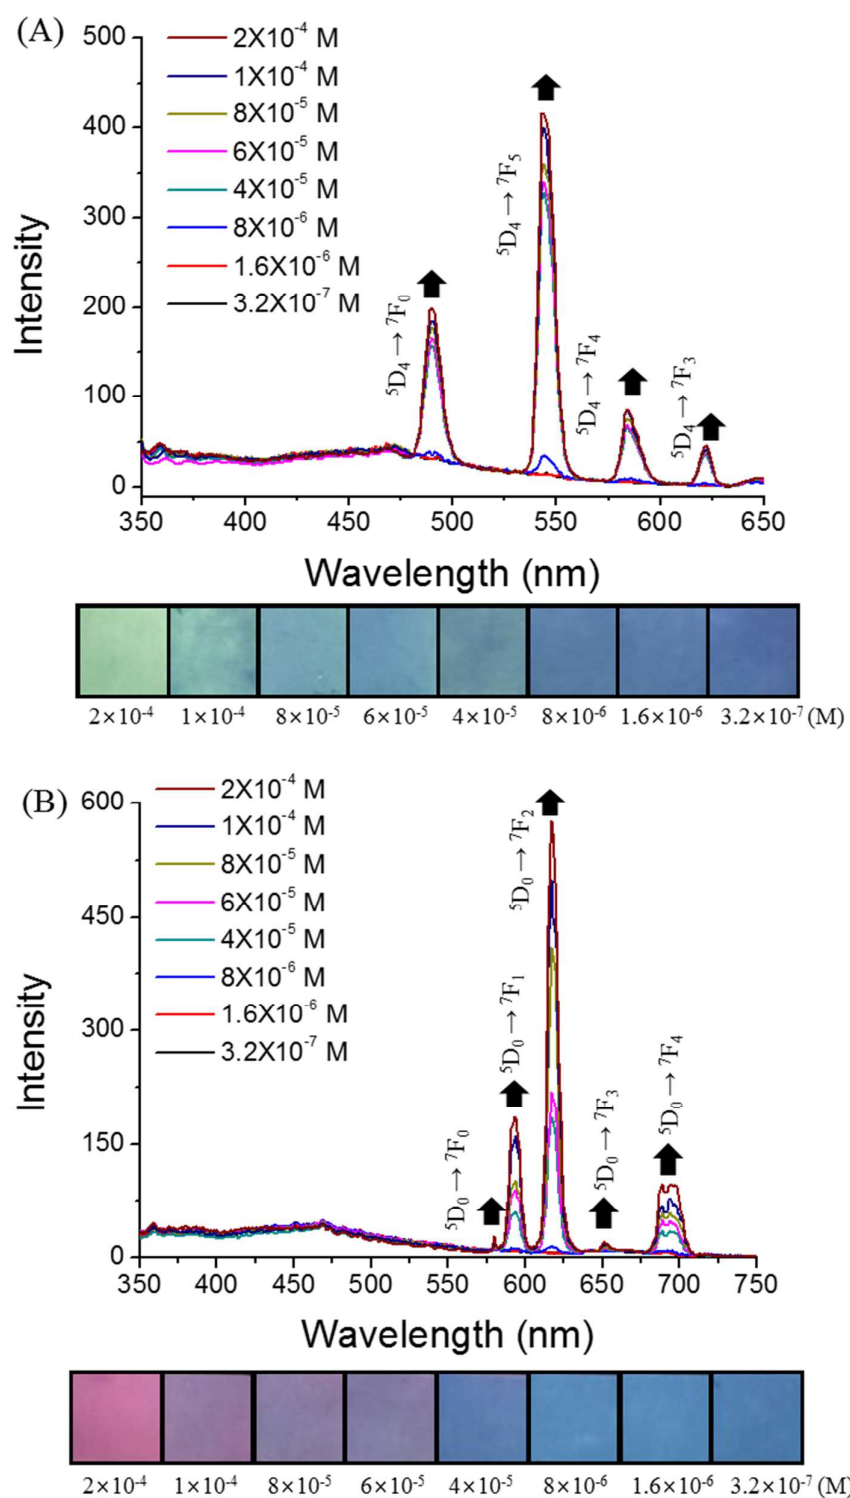 (A)
500
400
300
200
100
0
Intensity
2X10⁻⁴ M
1X10⁻⁴ M
8X10⁻⁵ M
6X10⁻⁵ M
4X10⁻⁵ M
8X10⁻⁶ M
1.6X10⁻⁶ M
3.2X10⁻⁷ M
⁵D₄ → ⁷F₀
⁵D₄ → ⁷F₅
⁵D₄ → ⁷F₄
⁵D₄ → ⁷F₃
350 400 450 500 550 600 650
Wavelength (nm)
2×10⁻⁴ 1×10⁻⁴ 8×10⁻⁵ 6×10⁻⁵ 4×10⁻⁵ 8×10⁻⁶ 1.6×10⁻⁶ 3.2×10⁻⁷ (M)
(B)
600
450
300
150
0
Intensity
2X10⁻⁴ M
1X10⁻⁴ M
8X10⁻⁵ M
6X10⁻⁵ M
4X10⁻⁵ M
8X10⁻⁶ M
1.6X10⁻⁶ M
3.2X10⁻⁷ M
⁵D₀ → ⁷F₀
⁵D₀ → ⁷F₁
⁵D₀ → ⁷F₂
⁵D₀ → ⁷F₃
⁵D₀ → ⁷F₄
350 400 450 500 550 600 650 700 750
Wavelength (nm)
2×10⁻⁴ 1×10⁻⁴ 8×10⁻⁵ 6×10⁻⁵ 4×10⁻⁵ 8×10⁻⁶ 1.6×10⁻⁶ 3.2×10⁻⁷ (M)